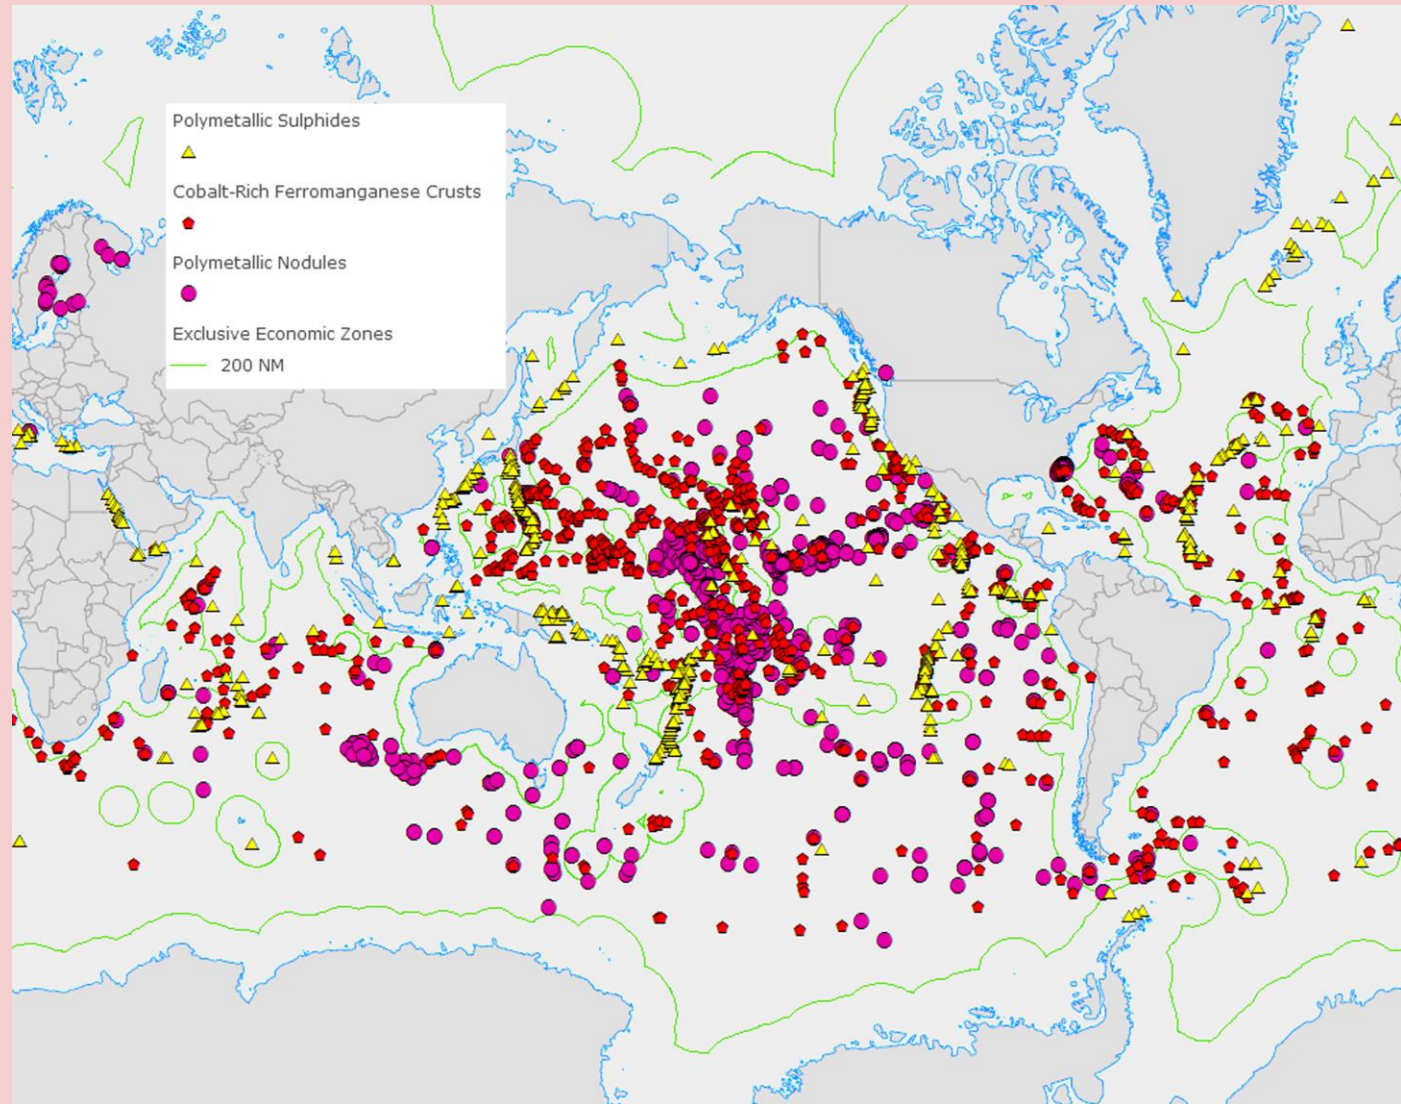 Polymetallic Sulphides
Cobalt-Rich Ferromanganese Crusts
Polymetallic Nodules
Exclusive Economic Zones
200 NM